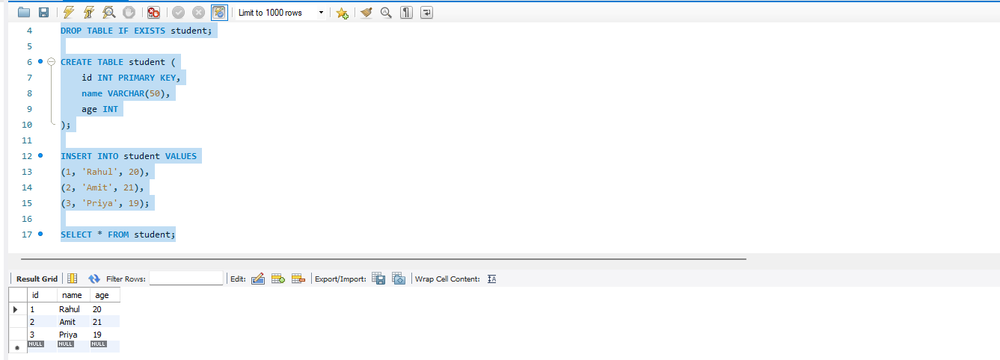 Limit to 1000 rows
4 DROP TABLE IF EXISTS student;
5
6 CREATE TABLE student (
7 id INT PRIMARY KEY,
8 name VARCHAR(50),
9 age INT
10 );
11
12 INSERT INTO student VALUES
13 (1, 'Rahul', 20),
14 (2, 'Amit', 21),
15 (3, 'Priya', 19);
16
17 SELECT * FROM student;
Result Grid Filter Rows: Edit: Export/Import: Wrap Cell Content: IA
id name age
1 Rahul 20
2 Amit 21
3 Priya 19
NULL NULL NULL